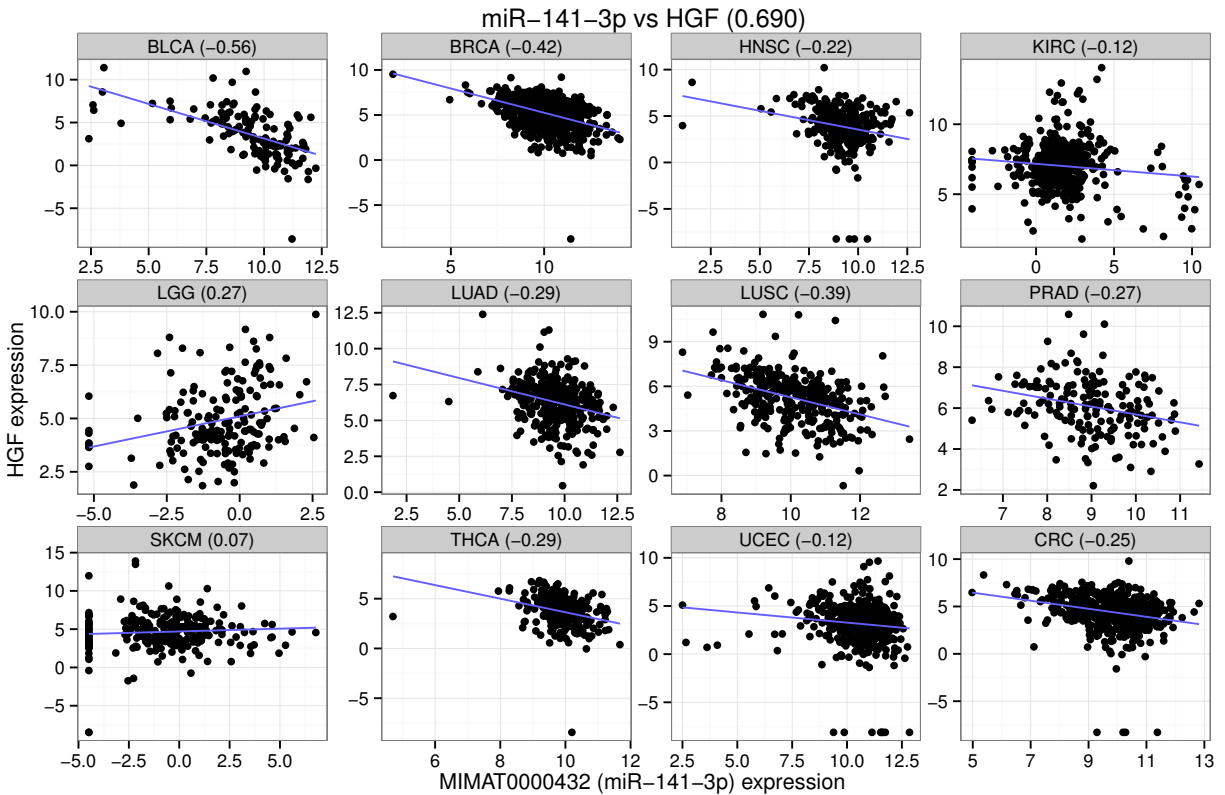 miR−141−3p vs HGF (0.690)
BLCA (−0.56)
BRCA (−0.42)
HNSC (−0.22)
KIRC (−0.12)
10
5
0
−5
2.5 5.0 7.5 10.0 12.5
10
5
0
−5
5 10
10
5
0
−5
2.5 5.0 7.5 10.0 12.5
10
5
0 5 10
LGG (0.27)
LUAD (−0.29)
LUSC (−0.39)
PRAD (−0.27)
HGF expression
10.0
7.5
5.0
2.5
−5.0 −2.5 0.0 2.5
12.5
10.0
7.5
5.0
2.5
0.0
2.5 5.0 7.5 10.0 12.5
9
6
3
0
8 10 12
10
8
6
4
2
7 8 9 10 11
SKCM (0.07)
THCA (−0.29)
UCEC (−0.12)
CRC (−0.25)
15
10
5
0
−5
−5.0 −2.5 0.0 2.5 5.0
5
0
−5
6 8 10 12
10
5
0
−5
2.5 5.0 7.5 10.0 12.5
10
5
0
−5
5 7 9 11 13
MIMAT0000432 (miR−141−3p) expression